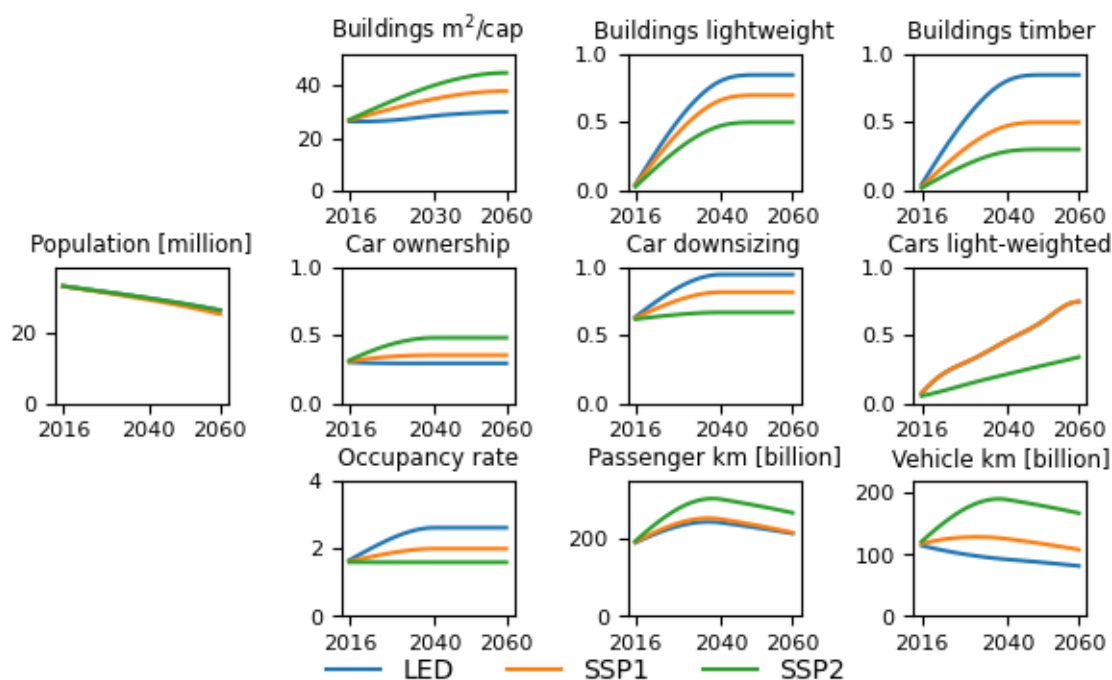 Buildings m²/cap
Buildings lightweight
Buildings timber
40
20
0
2016 2030 2060
1.0
0.5
0.0
2016 2040 2060
1.0
0.5
0.0
2016 2040 2060
Population [million]
Car ownership
Car downsizing
Cars light-weighted
20
0
2016 2040 2060
1.0
0.5
0.0
2016 2040 2060
1.0
0.5
0.0
2016 2040 2060
1.0
0.5
0.0
2016 2040 2060
Occupancy rate
Passenger km [billion]
Vehicle km [billion]
4
2
0
2016 2040 2060
200
0
2016 2040 2060
200
100
0
2016 2040 2060
LED SSP1 SSP2